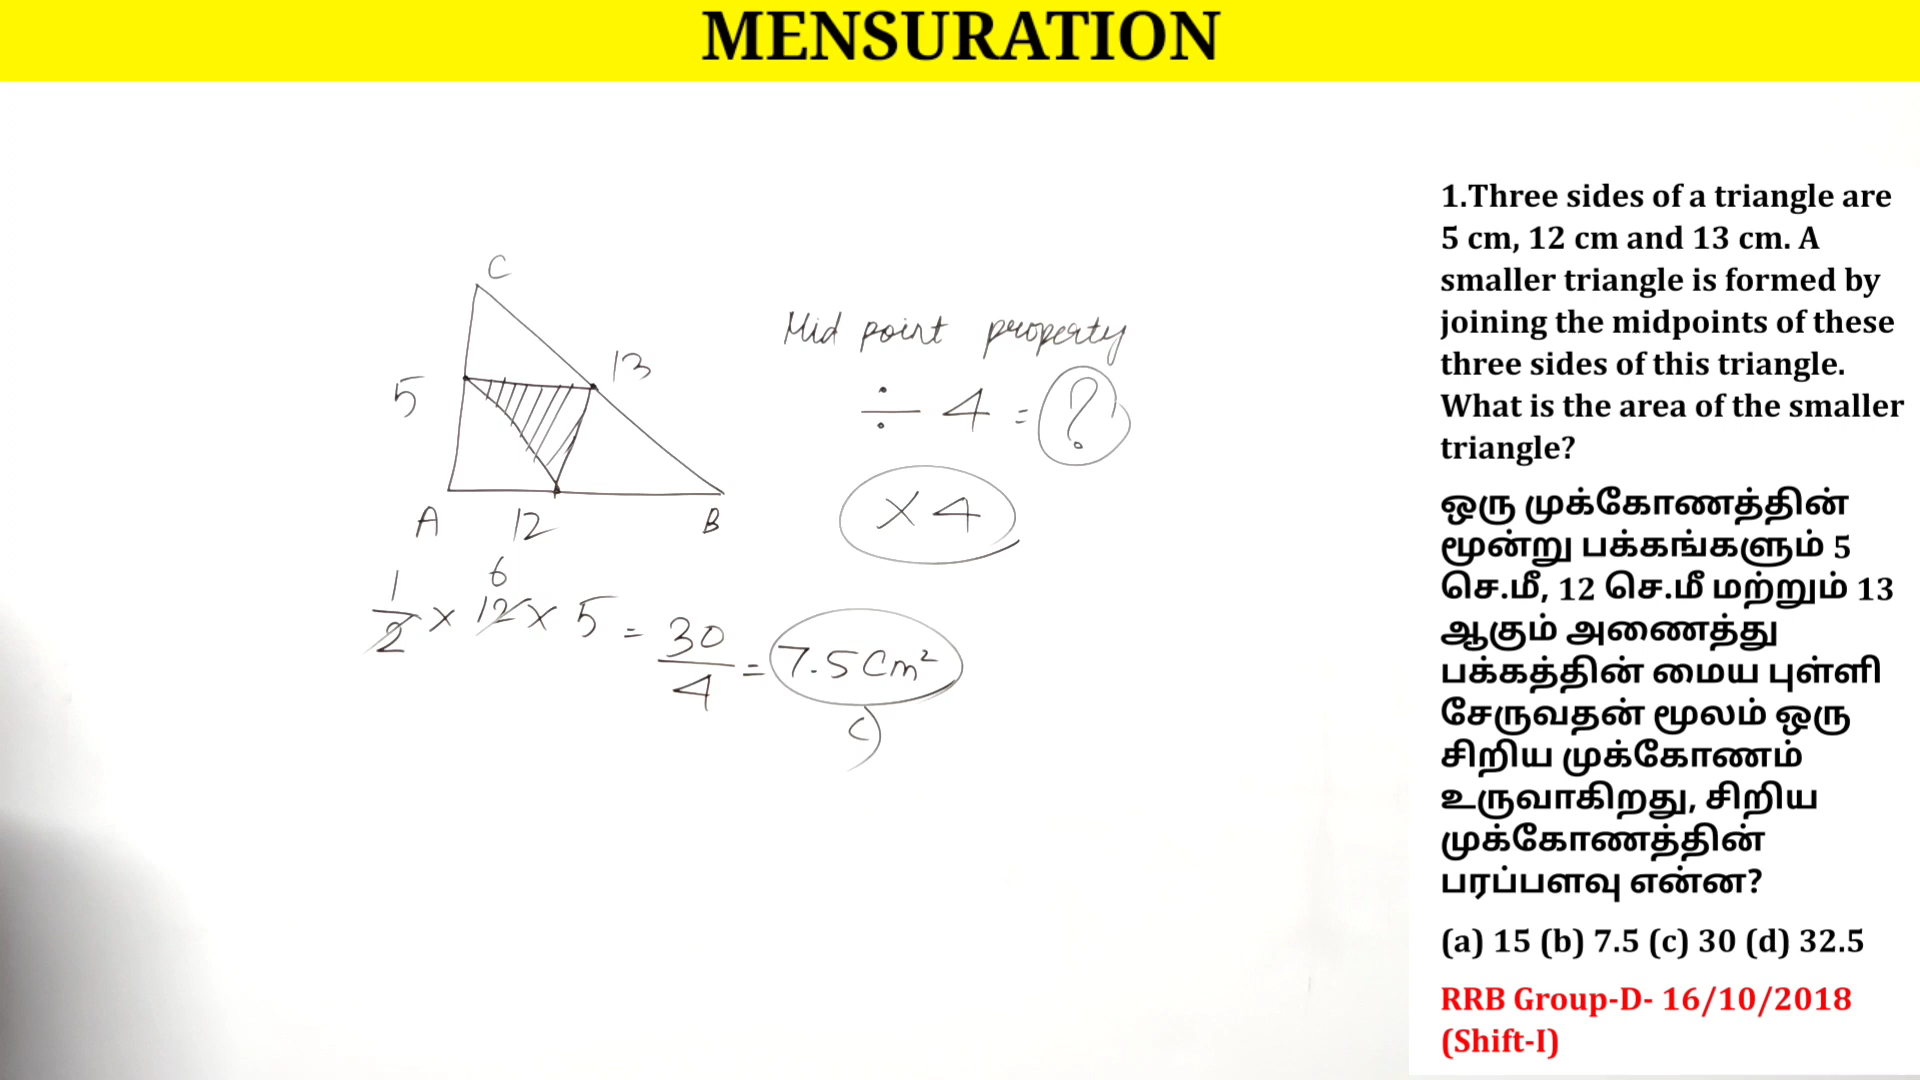 MENSURATION
C
Mid point property
13
5
÷ 4 = ?
× 4
A 12 B
6
1/2 × 12 × 5 = 30/4 = 7.5 Cm²
c)
1.Three sides of a triangle are
5 cm, 12 cm and 13 cm. A
smaller triangle is formed by
joining the midpoints of these
three sides of this triangle.
What is the area of the smaller
triangle?
ஒரு முக்கோணத்தின்
மூன்று பக்கங்களும் 5
செ.மீ, 12 செ.மீ மற்றும் 13
ஆகும் அணைத்து
பக்கத்தின் மைய புள்ளி
சேருவதன் மூலம் ஒரு
சிறிய முக்கோணம்
உருவாகிறது, சிறிய
முக்கோணத்தின்
பரப்பளவு என்ன?
(a) 15 (b) 7.5 (c) 30 (d) 32.5
RRB Group-D- 16/10/2018
(Shift-I)